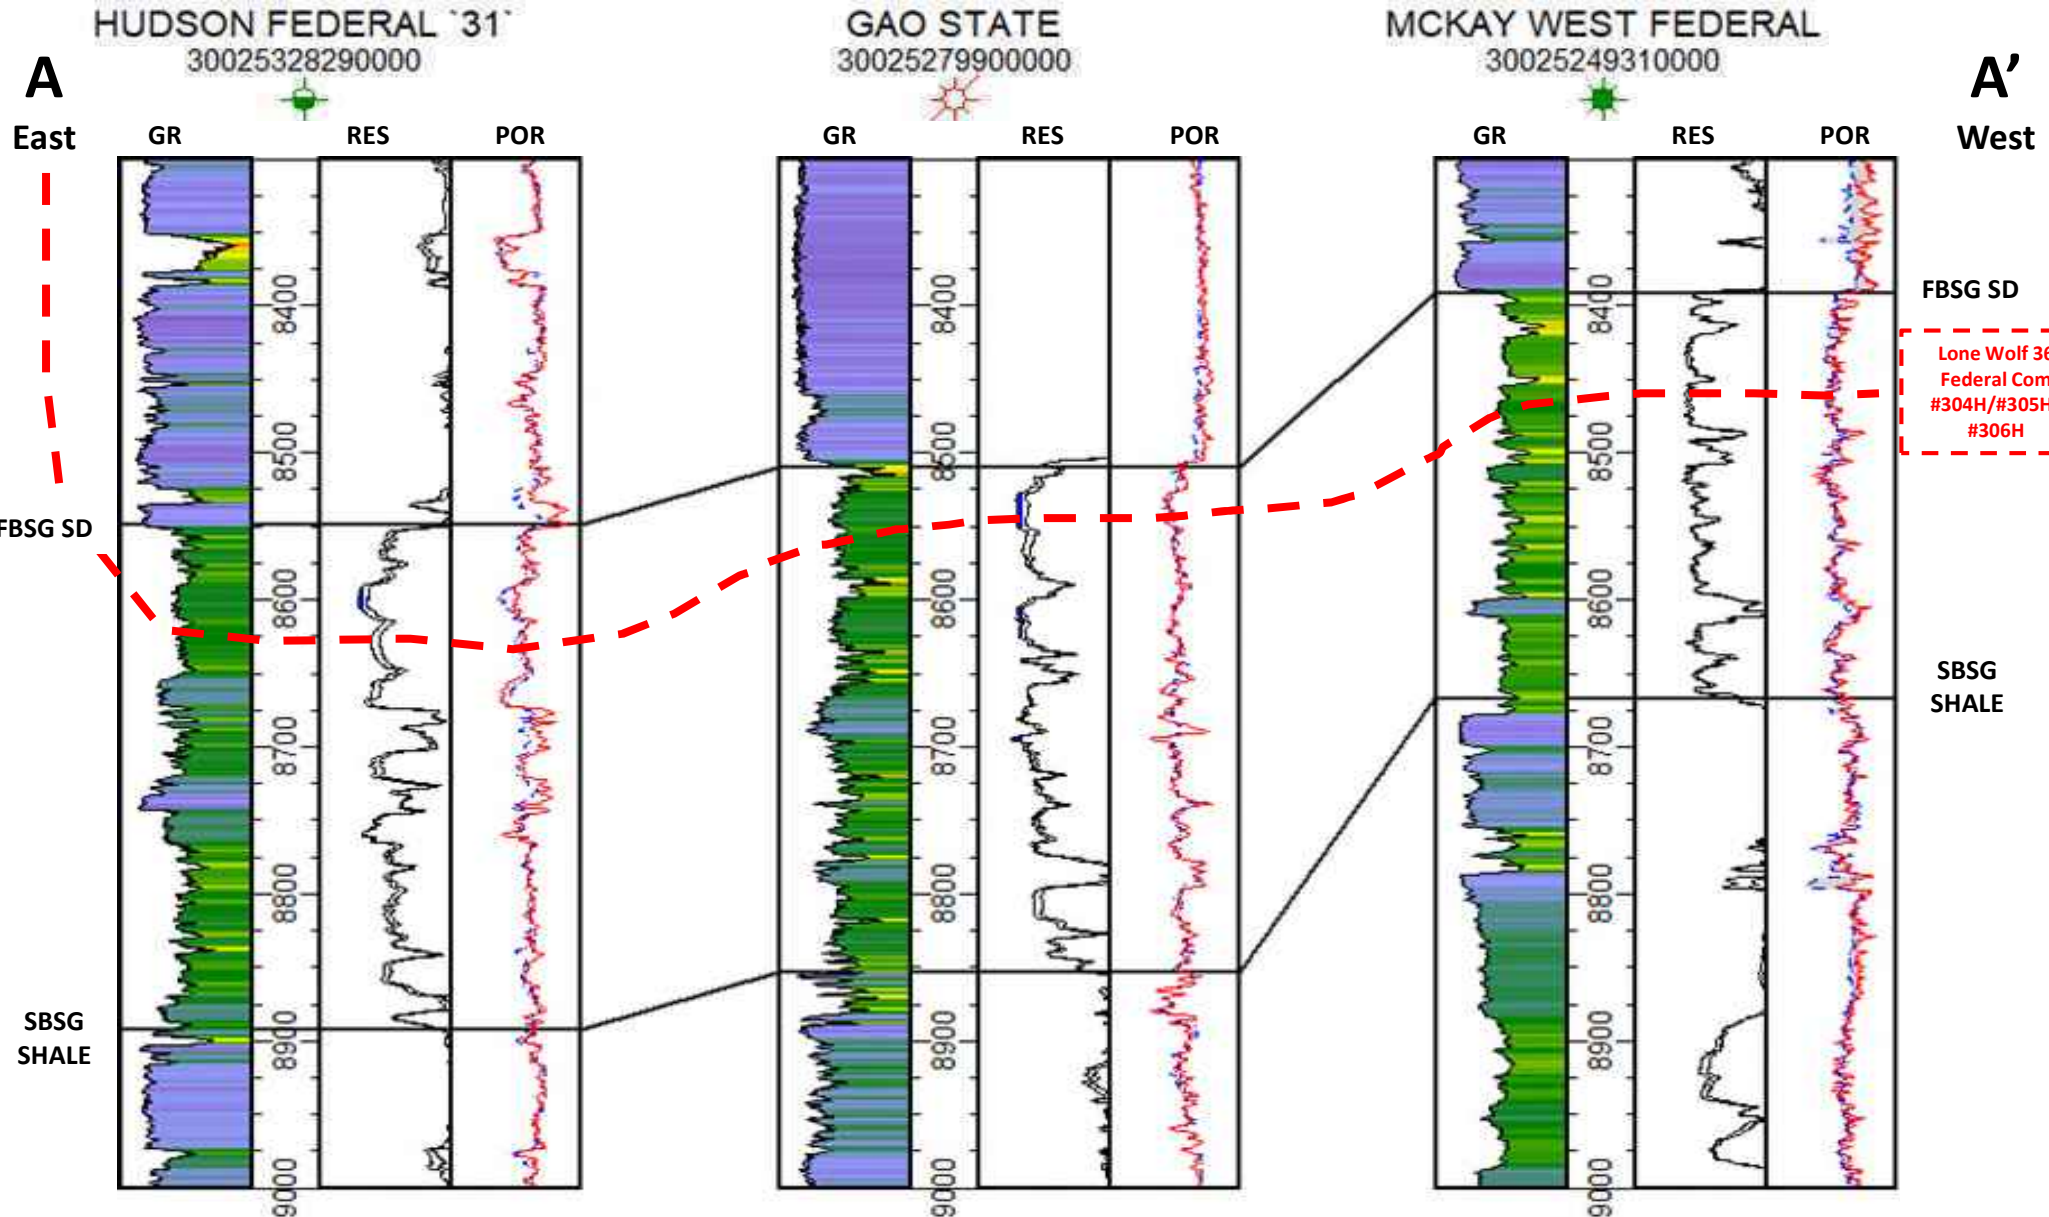 HUDSON FEDERAL `31`
30025328290000
GAO STATE
30025279900000
MCKAY WEST FEDERAL
30025249310000
A
East
A'
West
GR RES POR
GR RES POR
GR RES POR
8400
8500
8600
8700
8800
8900
9000
8400
8500
8600
8700
8800
8900
9000
8400
8500
8600
8700
8800
8900
9000
FBSG SD
SBSG
SHALE
FBSG SD
Lone Wolf 36
Federal Com
#304H/#305H
#306H
SBSG
SHALE